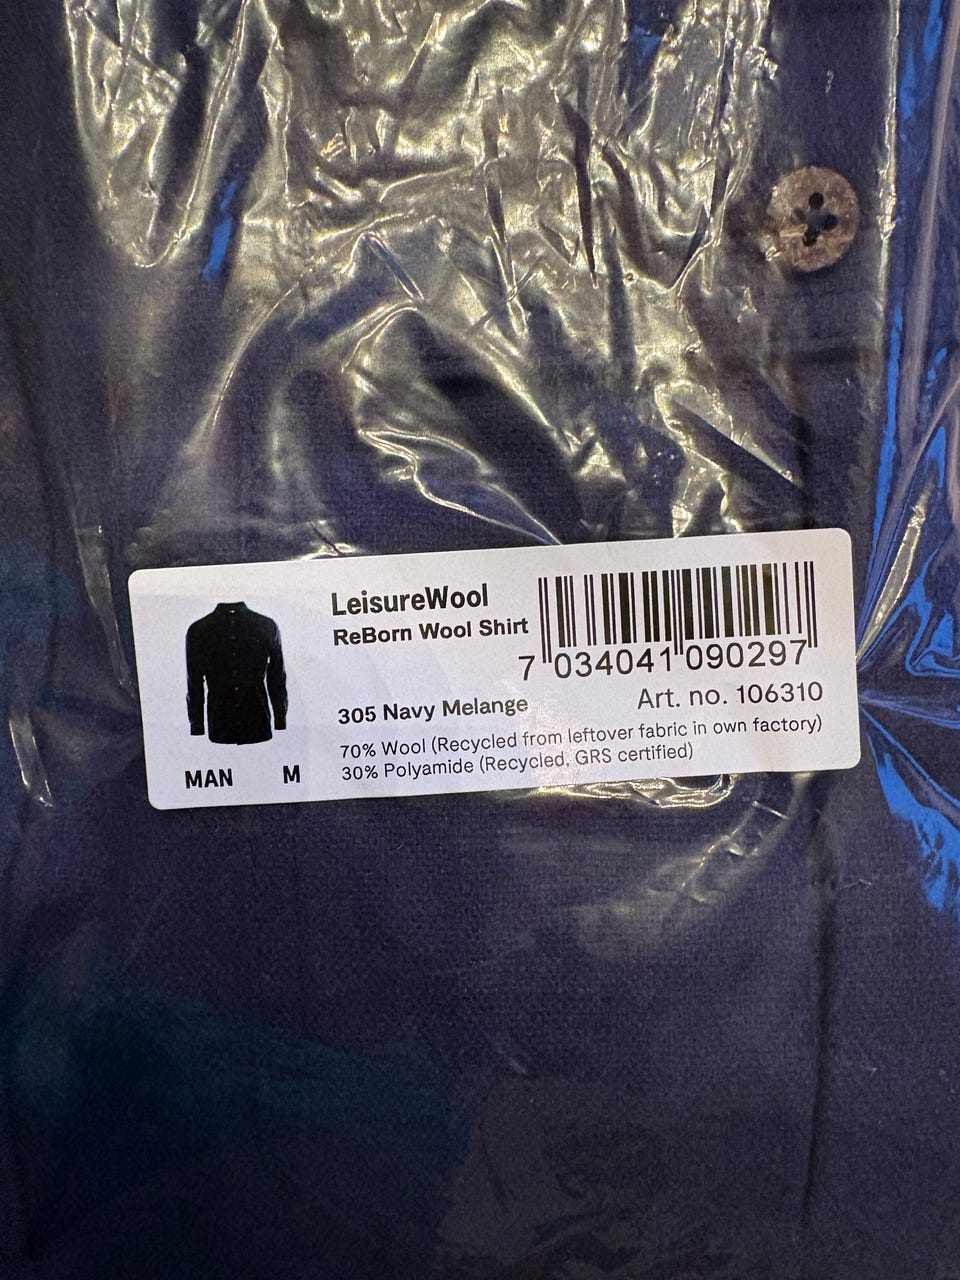 LeisureWool
ReBorn Wool Shirt
7 034041 090297
305 Navy Melange
Art. no. 106310
70% Wool (Recycled from leftover fabric in own factory)
30% Polyamide (Recycled, GRS certified)
MAN M